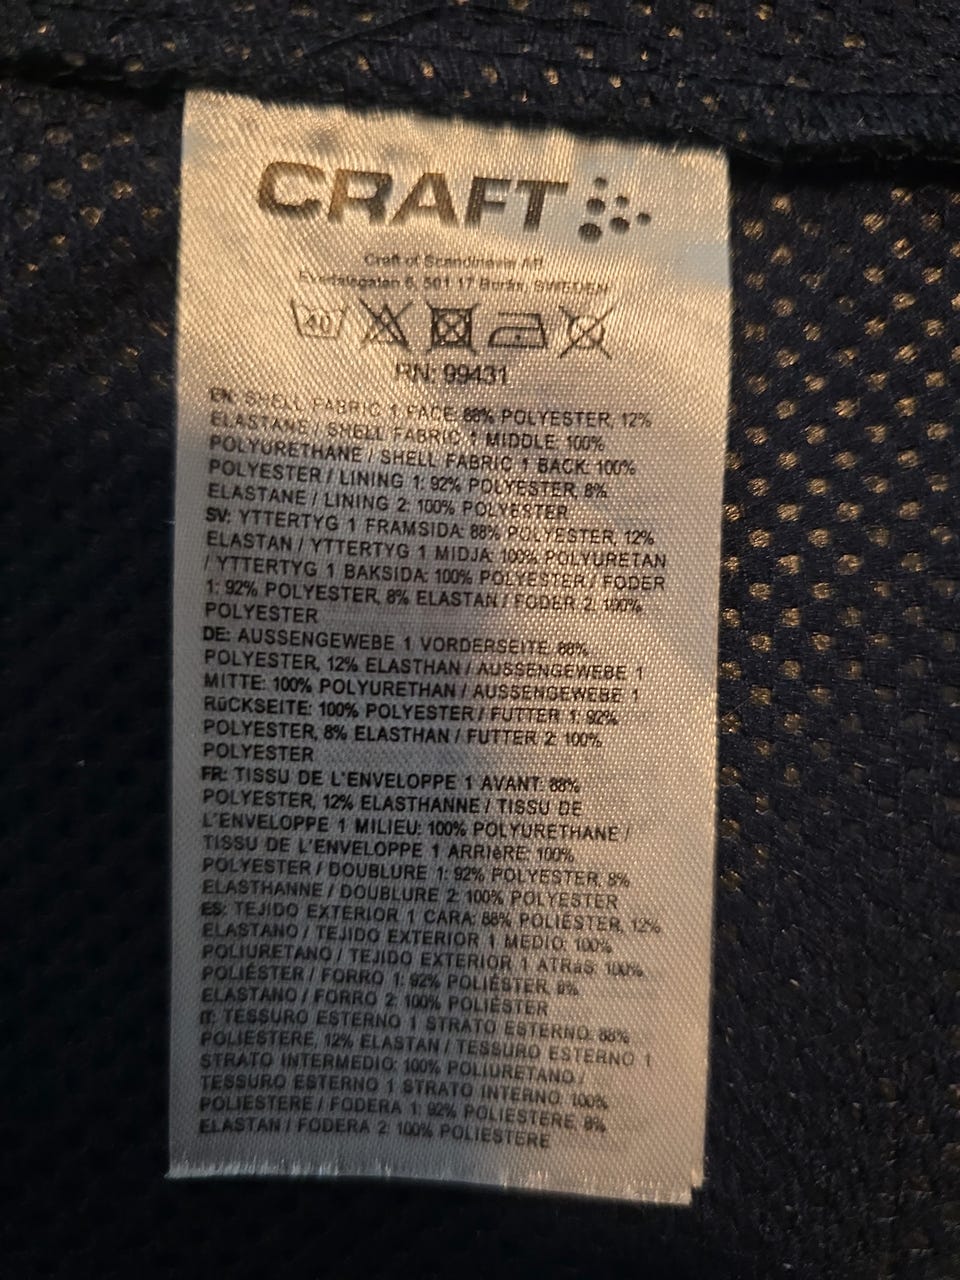 CRAFT
Craft of Scandinavia AB
Evedalsgatan 6, 501 17 Borås, SWEDEN
40
RN: 99431
EN: SHELL FABRIC 1 FACE: 88% POLYESTER, 12%
ELASTANE / SHELL FABRIC 1 MIDDLE: 100%
POLYURETHANE / SHELL FABRIC 1 BACK: 100%
POLYESTER / LINING 1: 92% POLYESTER, 8%
ELASTANE / LINING 2: 100% POLYESTER
SV: YTTERTYG 1 FRAMSIDA: 88% POLYESTER, 12%
ELASTAN / YTTERTYG 1 MIDJA: 100% POLYURETAN
/ YTTERTYG 1 BAKSIDA: 100% POLYESTER / FODER
1: 92% POLYESTER, 8% ELASTAN / FODER 2: 100%
POLYESTER
DE: AUSSENGEWEBE 1 VORDERSEITE: 88%
POLYESTER, 12% ELASTHAN / AUSSENGEWEBE 1
MITTE: 100% POLYURETHAN / AUSSENGEWEBE 1
RüCKSEITE: 100% POLYESTER / FUTTER 1: 92%
POLYESTER, 8% ELASTHAN / FUTTER 2: 100%
POLYESTER
FR: TISSU DE L'ENVELOPPE 1 AVANT: 88%
POLYESTER, 12% ELASTHANNE / TISSU DE
L'ENVELOPPE 1 MILIEU: 100% POLYURETHANE /
TISSU DE L'ENVELOPPE 1 ARRIèRE: 100%
POLYESTER / DOUBLURE 1: 92% POLYESTER, 8%
ELASTHANNE / DOUBLURE 2: 100% POLYESTER
ES: TEJIDO EXTERIOR 1 CARA: 88% POLIÉSTER, 12%
ELASTANO / TEJIDO EXTERIOR 1 MEDIO: 100%
POLIURETANO / TEJIDO EXTERIOR 1 ATRáS: 100%
POLIÉSTER / FORRO 1: 92% POLIÉSTER, 8%
ELASTANO / FORRO 2: 100% POLIÉSTER
IT: TESSURO ESTERNO 1 STRATO ESTERNO: 88%
POLIESTERE, 12% ELASTAN / TESSURO ESTERNO 1
STRATO INTERMEDIO: 100% POLIURETANO /
TESSURO ESTERNO 1 STRATO INTERNO: 100%
POLIESTERE / FODERA 1: 92% POLIESTERE, 8%
ELASTAN / FODERA 2: 100% POLIESTERE